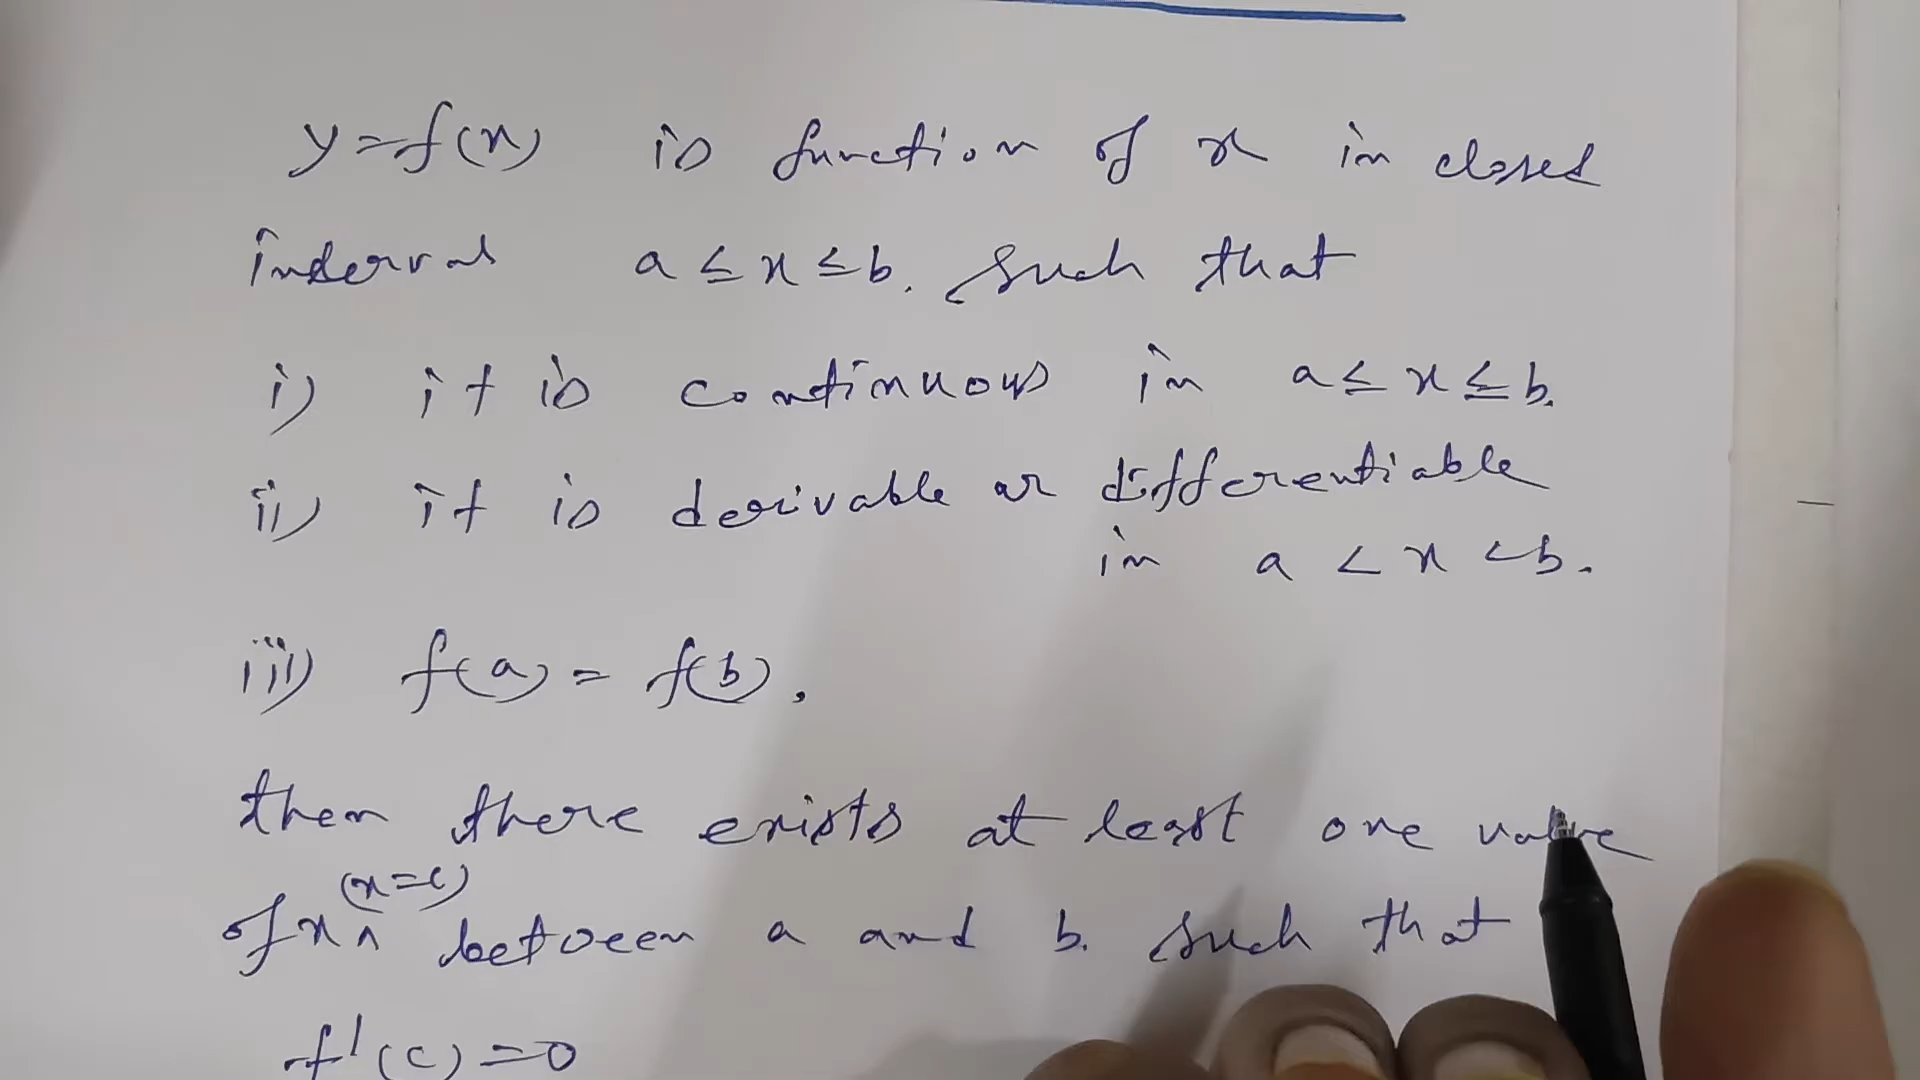 y=f(x) is function of x in closed
interval a ≤ x ≤ b. such that
i) it is continuous in a ≤ x ≤ b.
ii) it is derivable or differentiable
in a < x < b.
iii) f(a) = f(b),
then there exists at least one value
(x=c)
of x ^ between a and b. such that
f'(c)=0